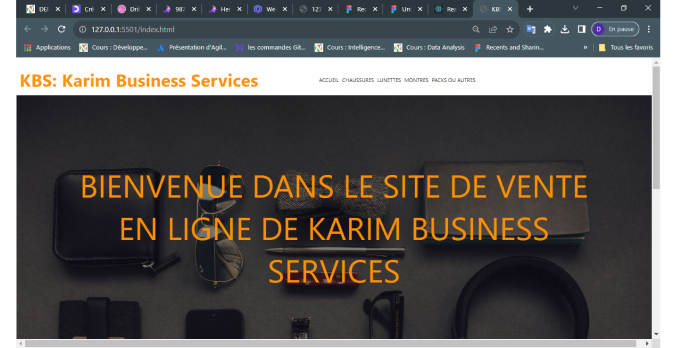 DEI
Cré
Dri
987
Her
We
127
Rec
Un
Re
KBS
127.0.0.1:5501/index.html
D En pause
Applications Cours : Développe... Présentation d'Agil... les commandes Git... Cours : Intelligence... Cours : Data Analysis Recents and Sharin... » Tous les favoris
KBS: Karim Business Services
ACCUEIL CHAUSSURES LUNETTES MONTRES PACKS OU AUTRES
BIENVENUE DANS LE SITE DE VENTE
EN LIGNE DE KARIM BUSINESS
SERVICES